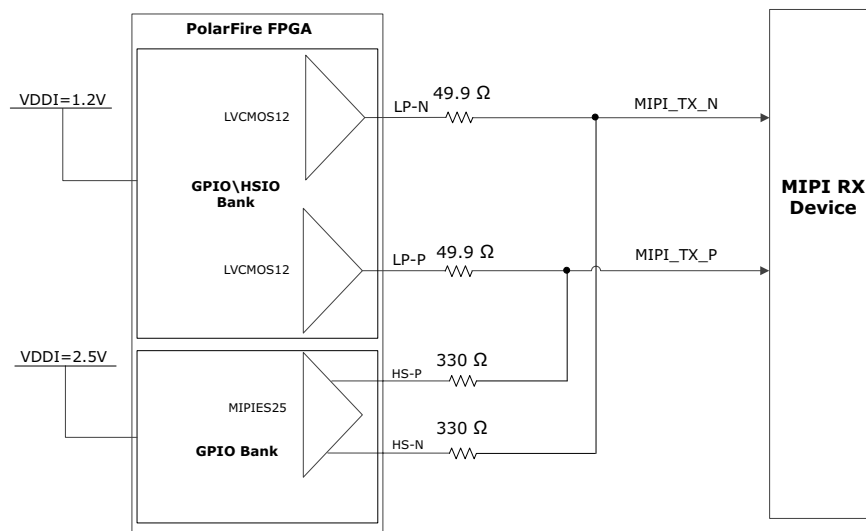 PolarFire FPGA
VDDI=1.2V
LVCMOS12
LP-N
49.9 Ω
MIPI_TX_N
GPIO\HSIO
Bank
MIPI RX
Device
LVCMOS12
LP-P
49.9 Ω
MIPI_TX_P
VDDI=2.5V
HS-P
330 Ω
MIPIES25
GPIO Bank
HS-N
330 Ω